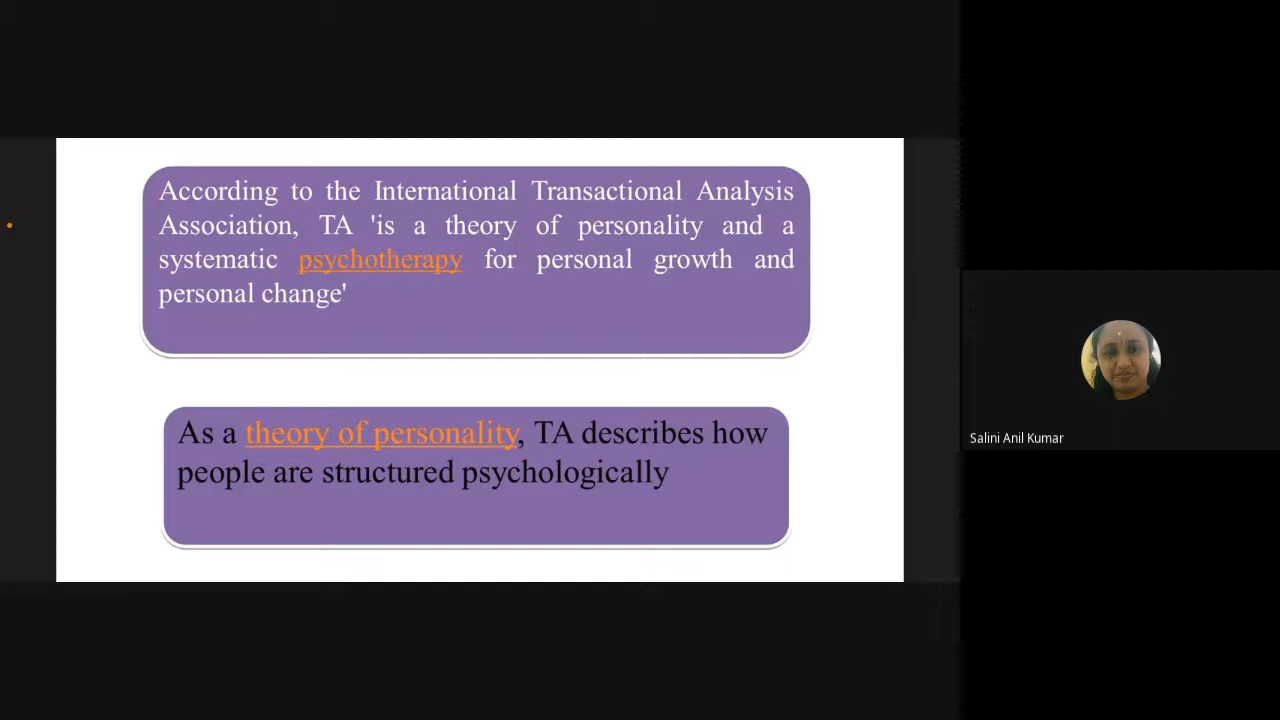 According to the International Transactional Analysis
Association, TA 'is a theory of personality and a
systematic psychotherapy for personal growth and
personal change'
As a theory of personality, TA describes how
people are structured psychologically
Salini Anil Kumar